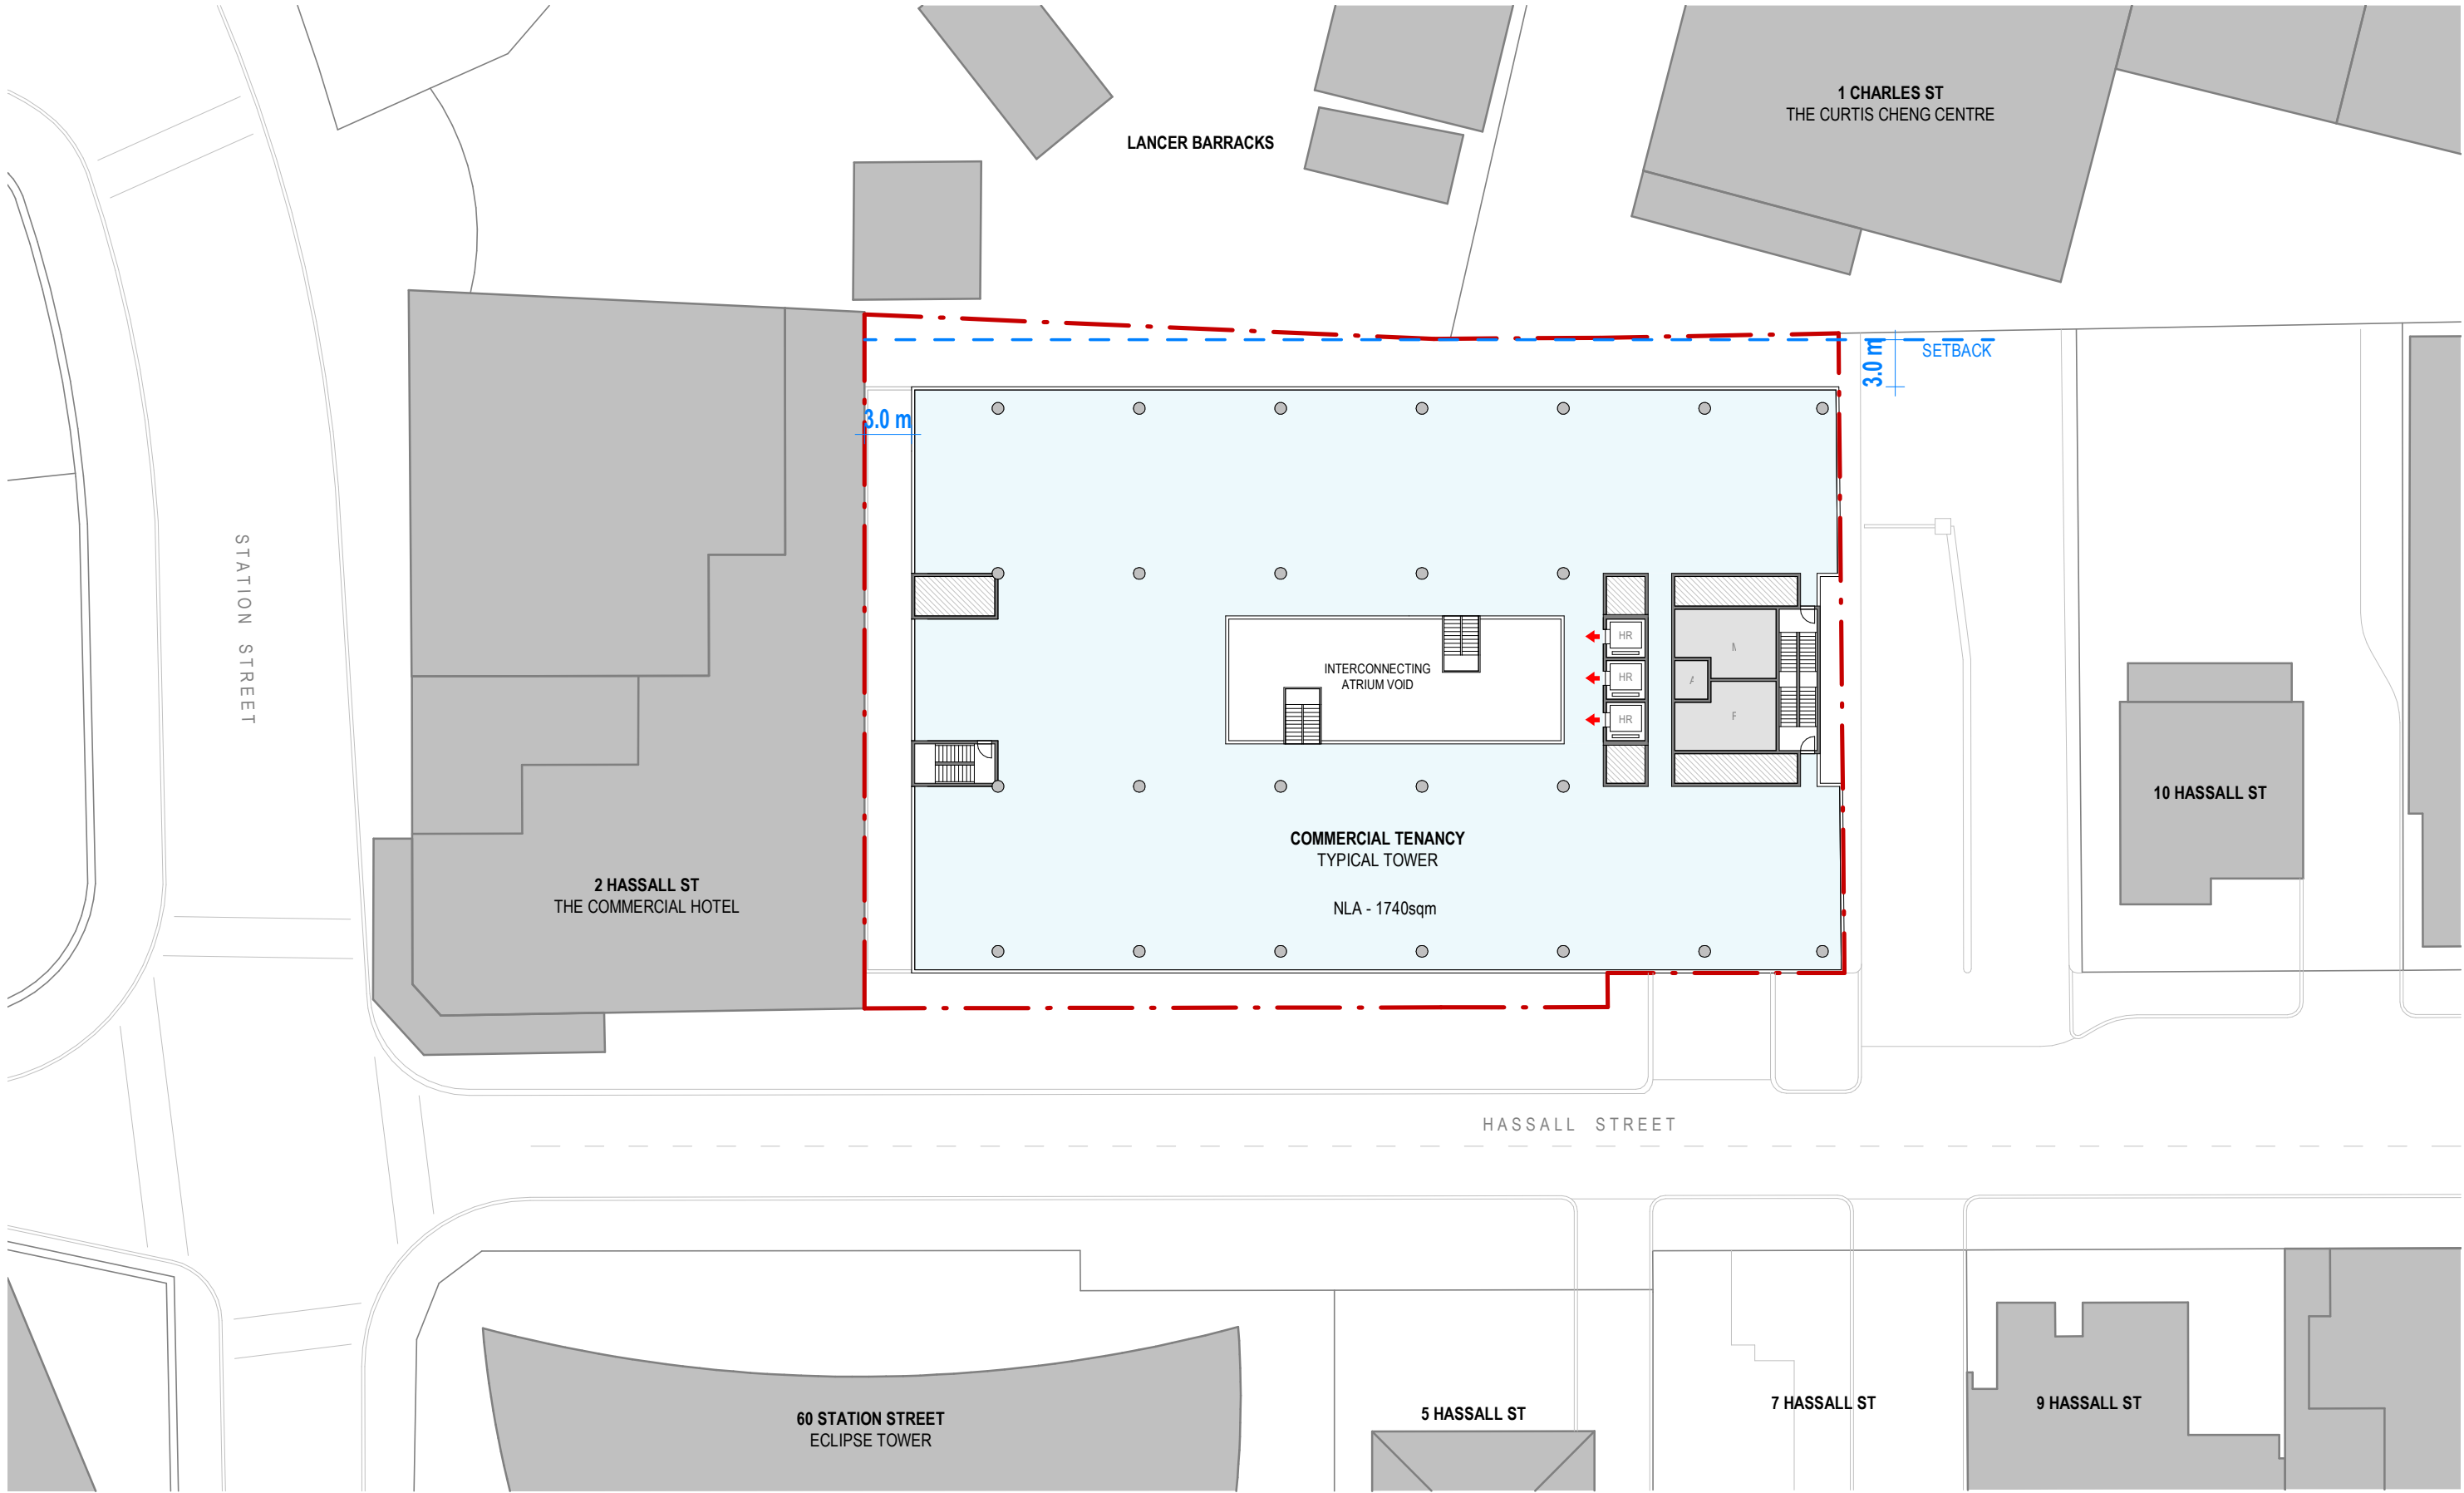 1 CHARLES ST
THE CURTIS CHENG CENTRE
LANCER BARRACKS
SETBACK
3.0 m
3.0 m
STATION STREET
HR
INTERCONNECTING
ATRIUM VOID
HR
HR
10 HASSALL ST
COMMERCIAL TENANCY
TYPICAL TOWER
NLA - 1740sqm
2 HASSALL ST
THE COMMERCIAL HOTEL
HASSALL STREET
60 STATION STREET
ECLIPSE TOWER
5 HASSALL ST
7 HASSALL ST
9 HASSALL ST